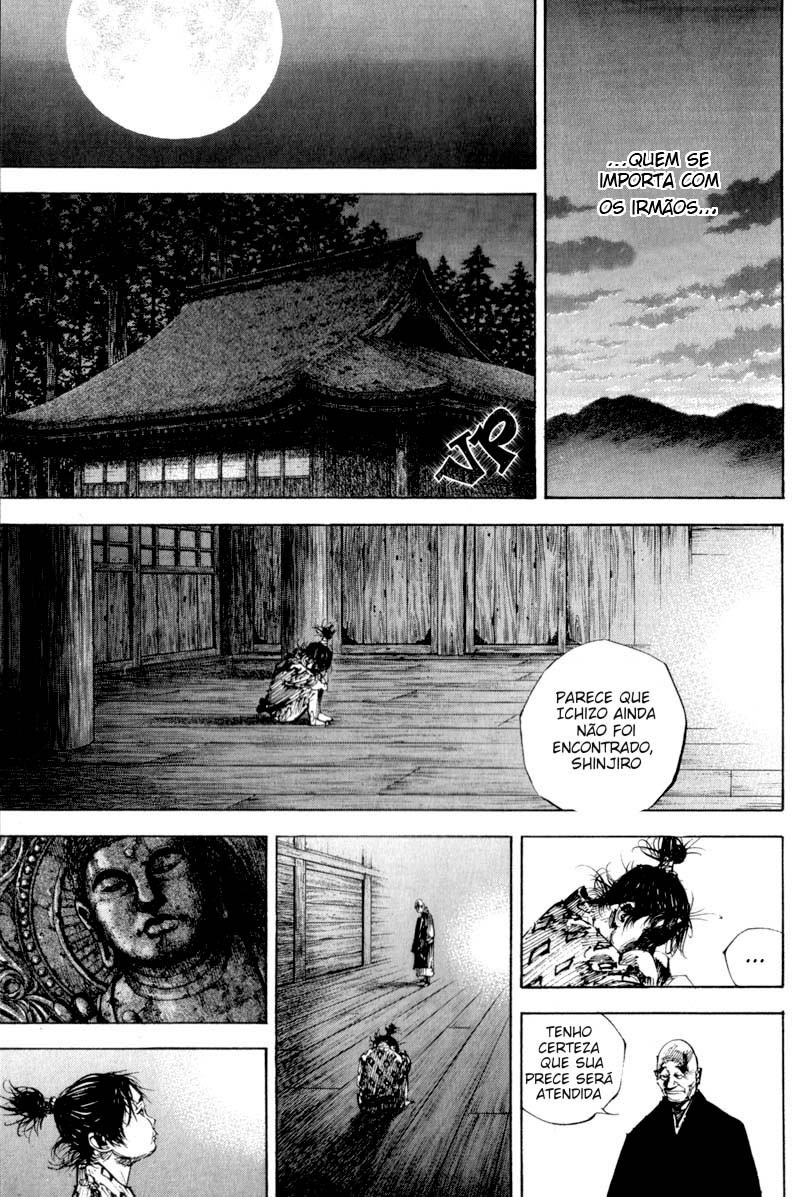 ...QUEM SE
IMPORTA COM
OS IRMÃOS...
VP
PARECE QUE
ICHIZO AINDA
NÃO FOI
ENCONTRADO,
SHINJIRO
...
TENHO
CERTEZA
QUE SUA
PRECE SERÁ
ATENDIDA